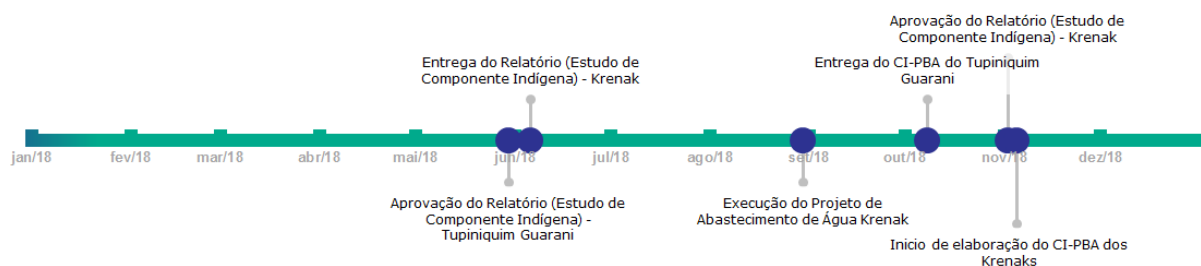 Aprovação do Relatório (Estudo de
Componente Indígena) - Krenak
Entrega do Relatório (Estudo de
Componente Indígena) - Krenak
Entrega do CI-PBA do Tupiniquim
Guarani
jan/18
fev/18
mar/18
abr/18
mai/18
jun/18
jul/18
ago/18
set/18
out/18
nov/18
dez/18
Aprovação do Relatório (Estudo de
Componente Indígena) -
Tupiniquim Guarani
Execução do Projeto de
Abastecimento de Água Krenak
Inicio de elaboração do CI-PBA dos
Krenaks